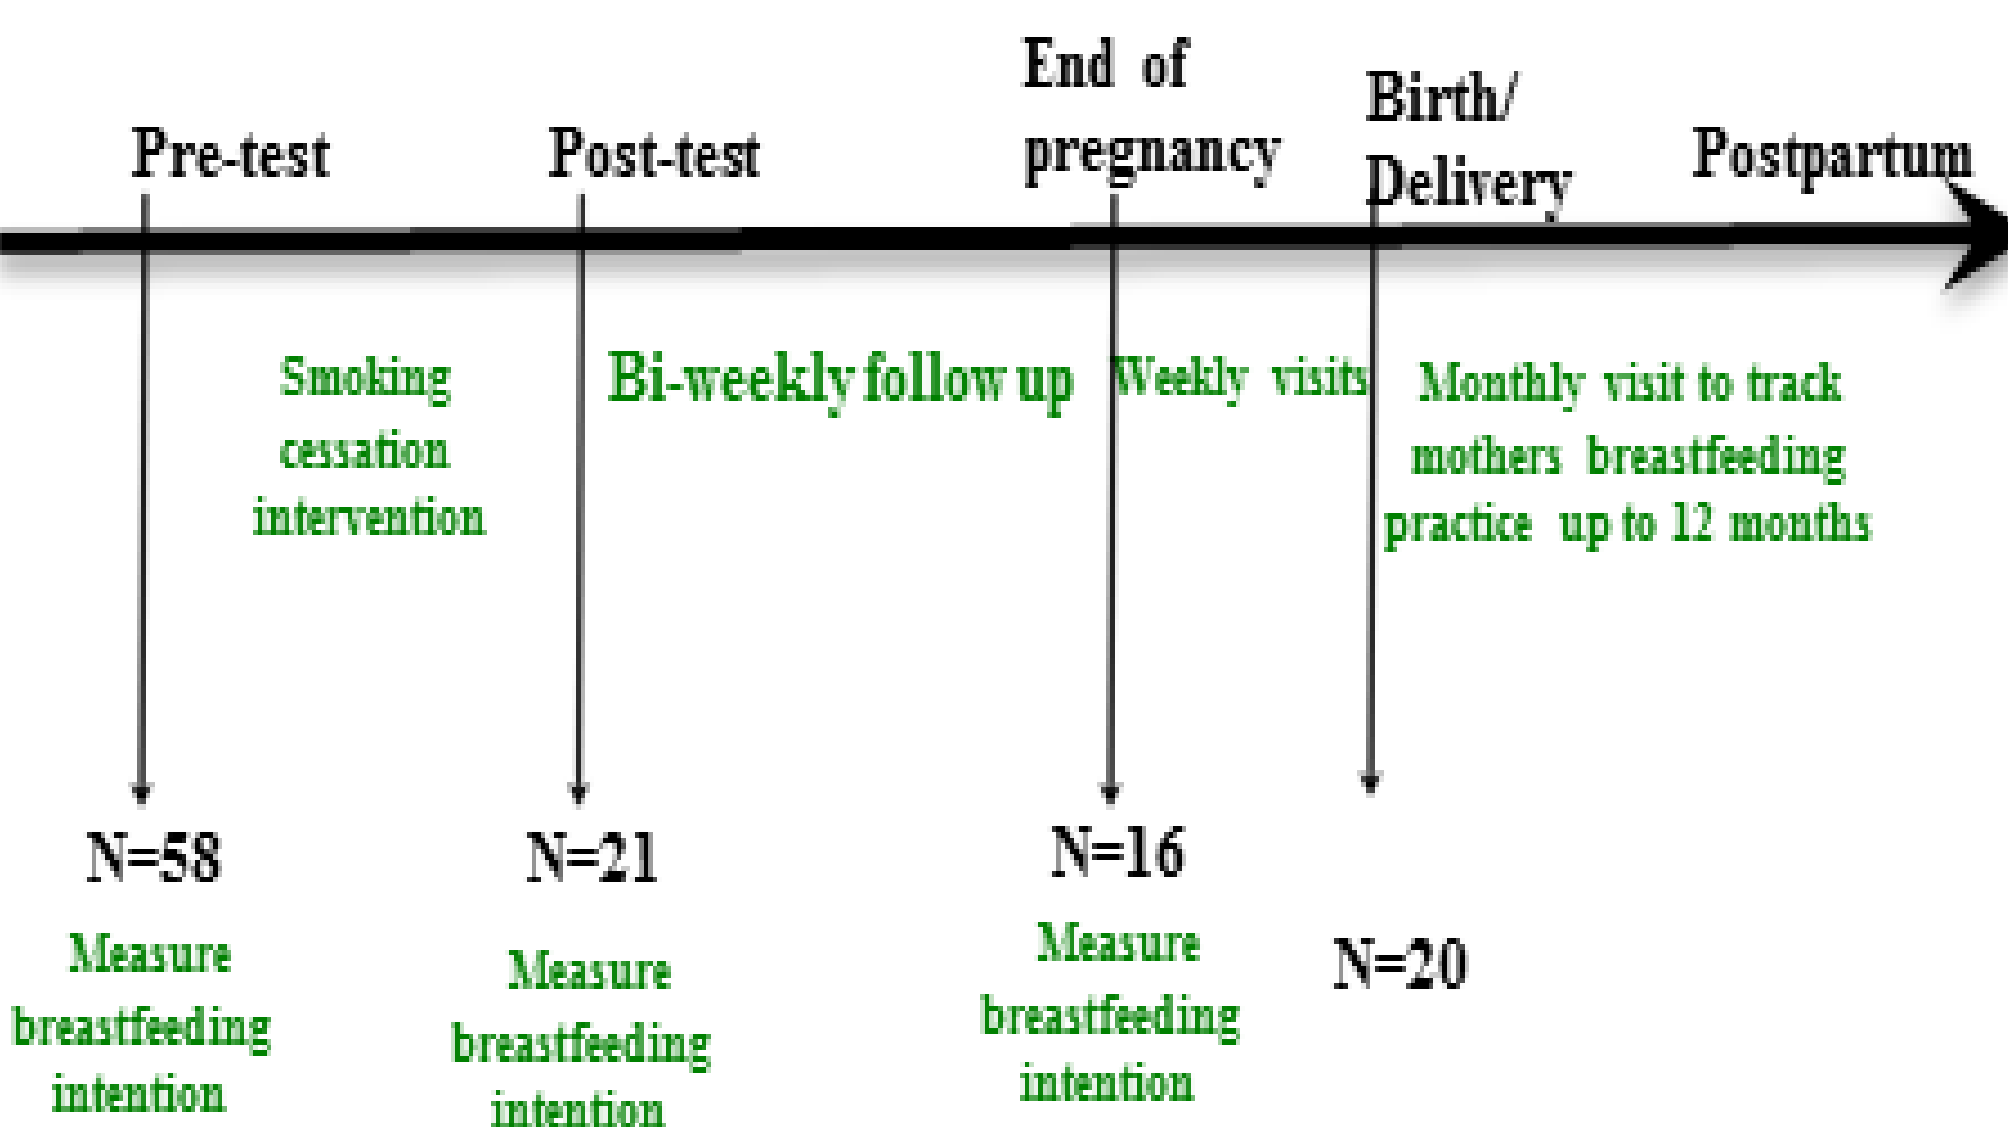 Pre-test
Post-test
End of
pregnancy
Birth/
Delivery
Postpartum
Smoking
cessation
intervention
Bi-weekly follow up
Weekly visits
Monthly visit to track
mothers breastfeeding
practice up to 12 months
N=58
Measure
breastfeeding
intention
N=21
Measure
breastfeeding
intention
N=16
Measure
breastfeeding
intention
N=20